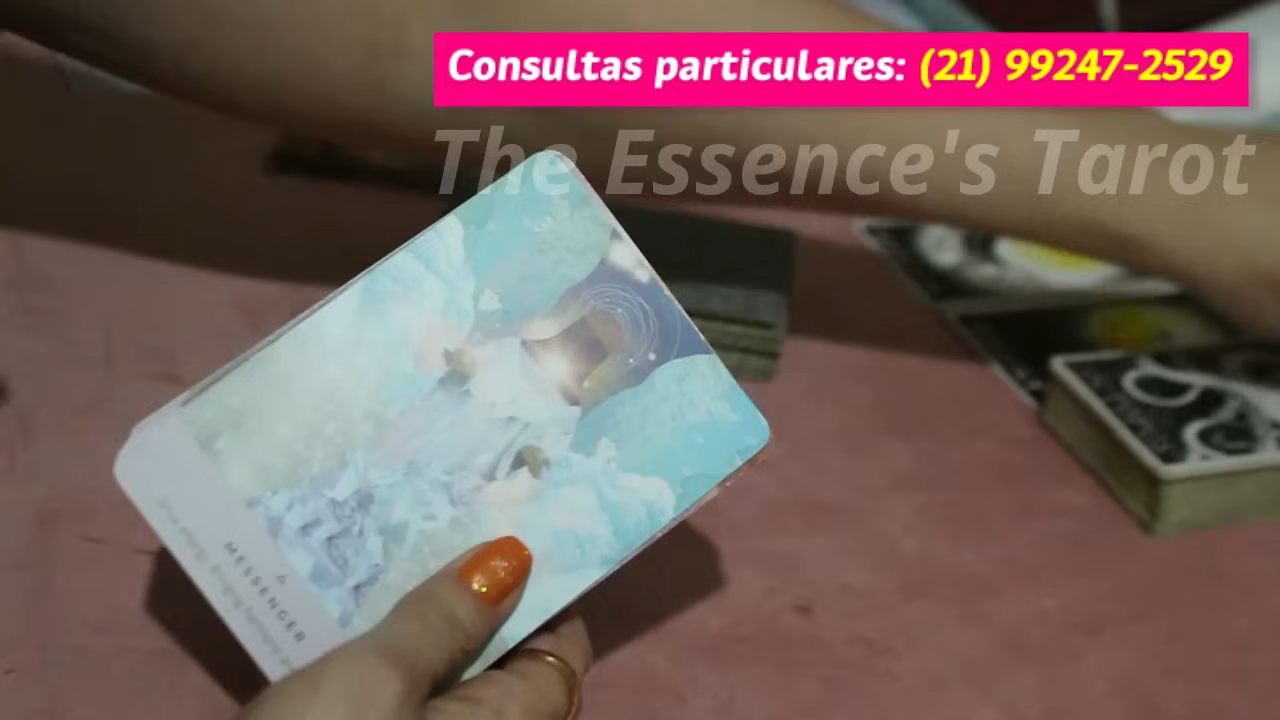 Consultas particulares: (21) 99247-2529
The Essence's Tarot
MESSENGER